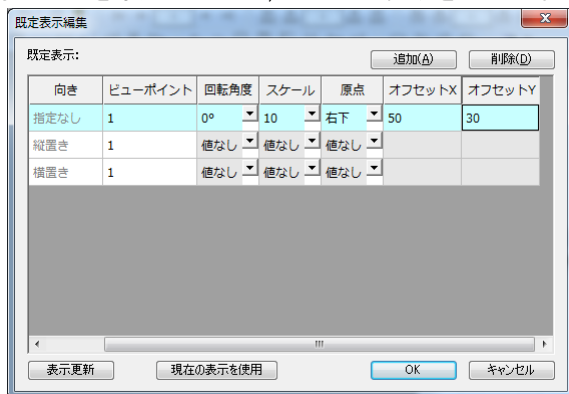 既定表示編集
既定表示:
追加(A) 削除(D)
向き ビューポイント 回転角度 スケール 原点 オフセットX オフセットY
指定なし 1 0° 10 右下 50 30
縦置き 1 値なし 値なし 値なし
横置き 1 値なし 値なし 値なし
表示更新 現在の表示を使用 OK キャンセル